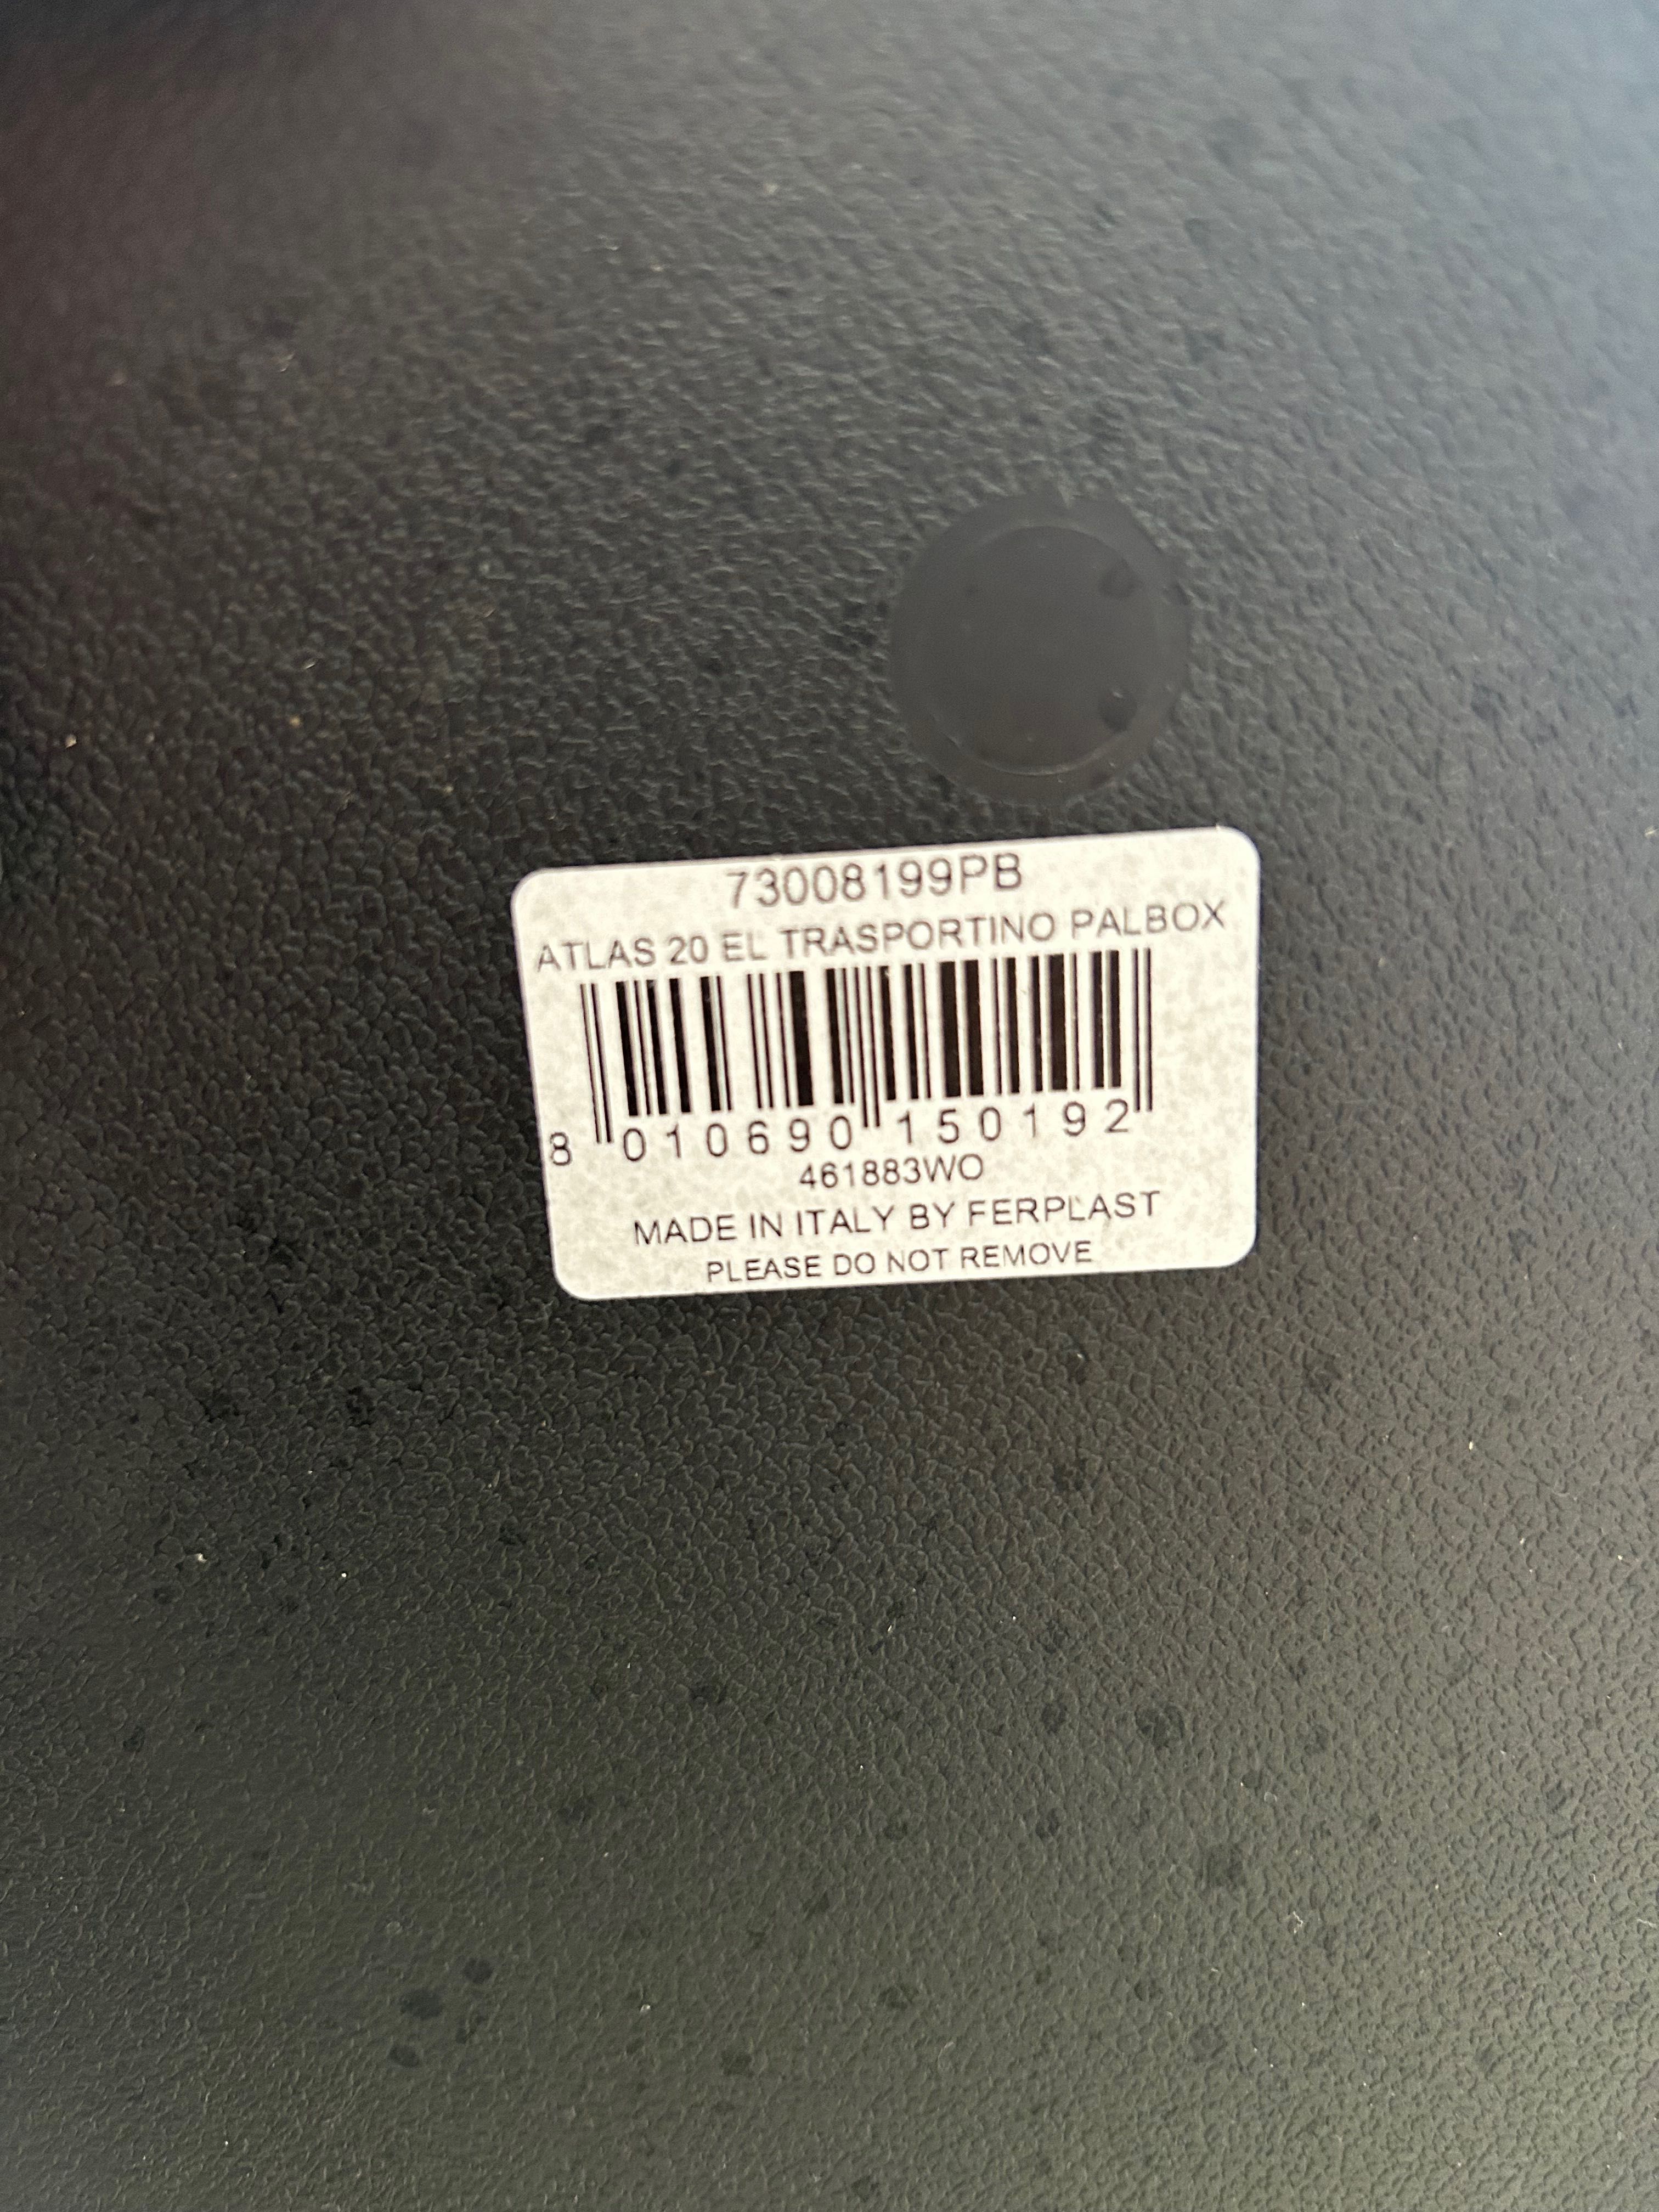 73008199PB
ATLAS 20 EL TRASPORTINO PALBOX
8 010690 150192
461883WO
MADE IN ITALY BY FERPLAST
PLEASE DO NOT REMOVE